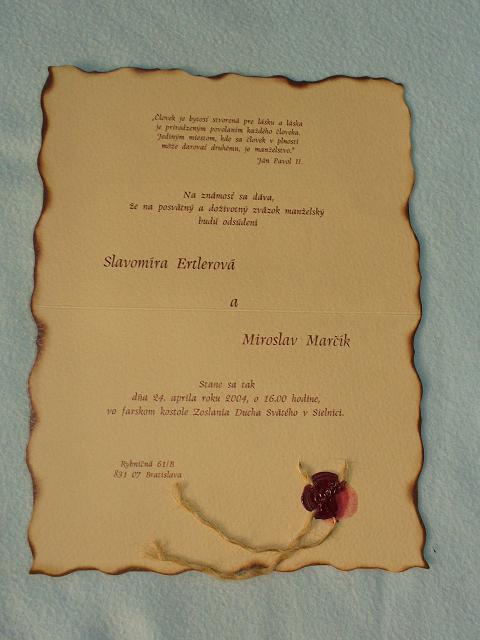 „Človek je bytosť stvorená pre lásku a láska
je prirodzeným povolaním každého človeka.
Jediným miestom, kde sa človek v plnosti
môže darovať druhému, je manželstvo."
Ján Pavol II.
Na známosť sa dáva,
že na posvätný a doživotný zväzok manželský
budú odsúdení
Slavomíra Ertlerová
a
Miroslav Marčík
Stane sa tak
dňa 24. apríla roku 2004, o 16.00 hodine,
vo farskom kostole Zoslania Ducha Svätého v Sielnici.
Rybničná 61/B
831 07 Bratislava